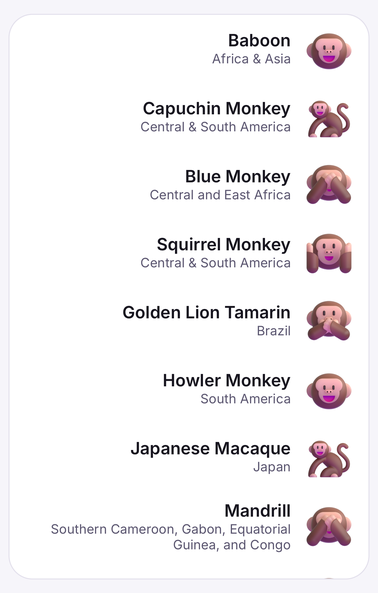 Baboon
Africa & Asia
Capuchin Monkey
Central & South America
Blue Monkey
Central and East Africa
Squirrel Monkey
Central & South America
Golden Lion Tamarin
Brazil
Howler Monkey
South America
Japanese Macaque
Japan
Mandrill
Southern Cameroon, Gabon, Equatorial
Guinea, and Congo